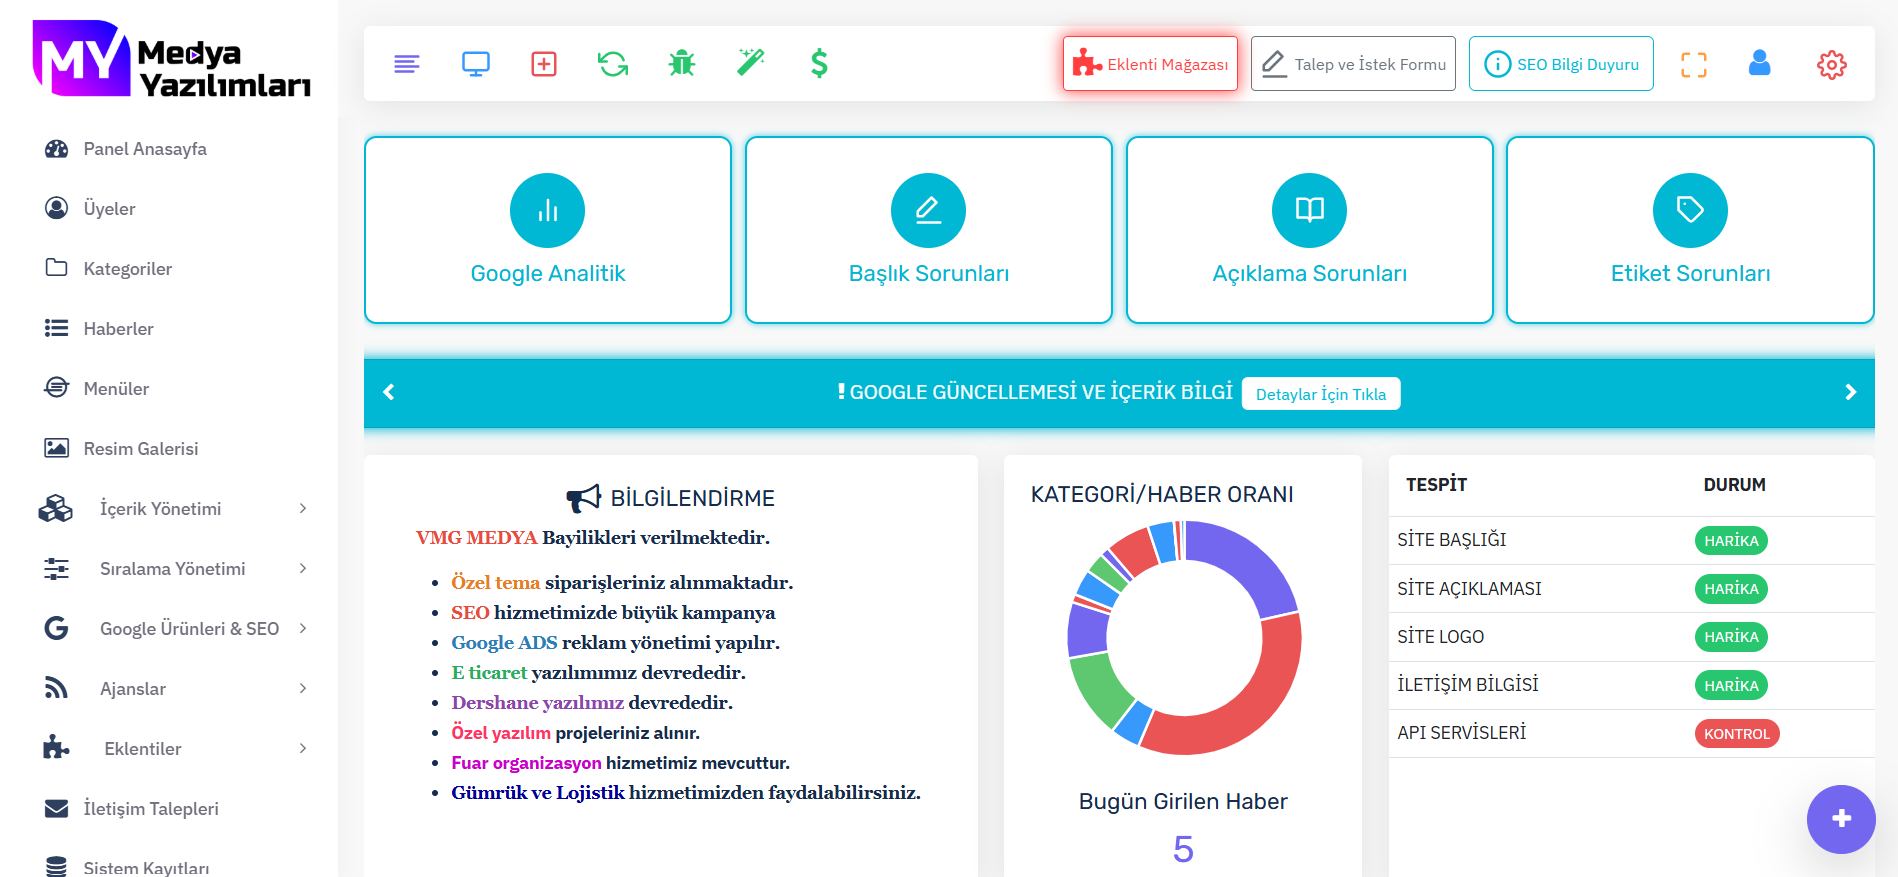 MY Medya
Yazılımları
Panel Anasayfa
Üyeler
Kategoriler
Haberler
Menüler
Resim Galerisi
İçerik Yönetimi
Sıralama Yönetimi
Google Ürünleri & SEO
Ajanslar
Eklentiler
İletişim Talepleri
Sistem Kayıtları
Eklenti Mağazası
Talep ve İstek Formu
SEO Bilgi Duyuru
Google Analitik
Başlık Sorunları
Açıklama Sorunları
Etiket Sorunları
! GOOGLE GÜNCELLEMESİ VE İÇERİK BİLGİ Detaylar İçin Tıkla
BİLGİLENDİRME
VMG MEDYA Bayilikleri verilmektedir.
• Özel tema siparişleriniz alınmaktadır.
• SEO hizmetimizde büyük kampanya
• Google ADS reklam yönetimi yapılır.
• E ticaret yazılımımız devrededir.
• Dershane yazılımız devrededir.
• Özel yazılım projeleriniz alınır.
• Fuar organizasyon hizmetimiz mevcuttur.
• Gümrük ve Lojistik hizmetimizden faydalabilirsiniz.
KATEGORİ/HABER ORANI
Bugün Girilen Haber
5
TESPİT DURUM
SİTE BAŞLIĞI HARİKA
SİTE AÇIKLAMASI HARİKA
SİTE LOGO HARİKA
İLETİŞİM BİLGİSİ HARİKA
API SERVİSLERİ KONTROL